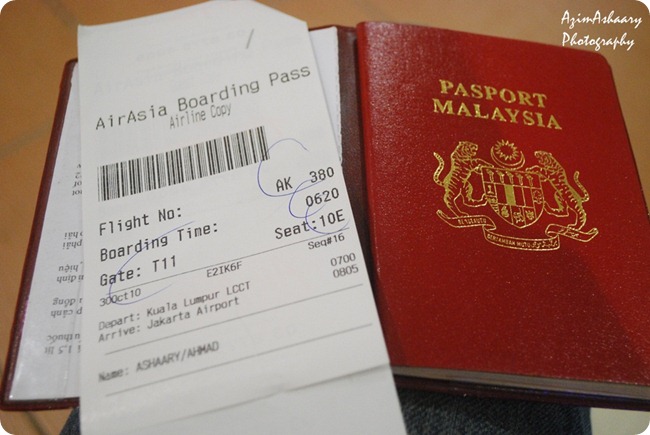 AzimAshaary
Photography
AirAsia Boarding Pass
Airline Copy
Flight No: AK 380
Boarding Time: 0620
Gate: T11 Seat:10E
30Oct10 E2IK6F Seq#16
Depart: Kuala Lumpur LCCT 0700
Arrive: Jakarta Airport 0805
Name: ASHAARY/AHMAD
PASPORT
MALAYSIA